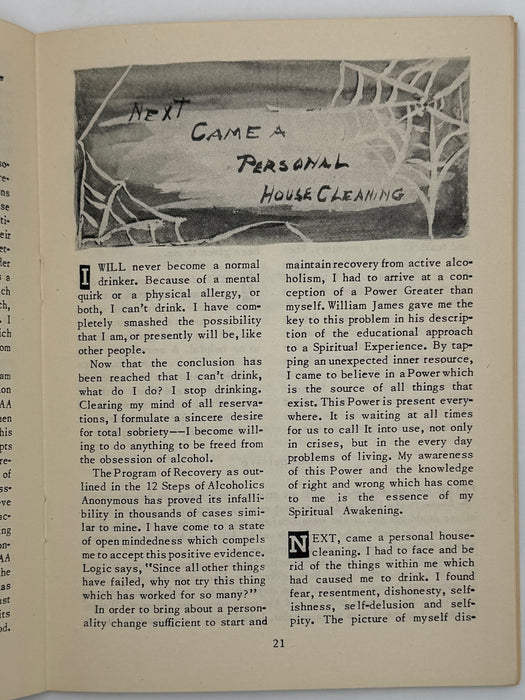 NEXT
CAME A
PERSONAL
HOUSE CLEANING
I WILL never become a normal
drinker. Because of a mental
quirk or a physical allergy, or
both, I can't drink. I have com-
pletely smashed the possibility
that I am, or presently will be, like
other people.
Now that the conclusion has
been reached that I can't drink,
what do I do? I stop drinking.
Clearing my mind of all reserva-
tions, I formulate a sincere desire
for total sobriety—I become will-
ing to do anything to be freed from
the obsession of alcohol.
The Program of Recovery as out-
lined in the 12 Steps of Alcoholics
Anonymous has proved its infalli-
bility in thousands of cases simi-
lar to mine. I have come to a state
of open mindedness which compels
me to accept this positive evidence.
Logic says, "Since all other things
have failed, why not try this thing
which has worked for so many?"
In order to bring about a person-
ality change sufficient to start and
maintain recovery from active alco-
holism, I had to arrive at a con-
ception of a Power Greater than
myself. William James gave me the
key to this problem in his descrip-
tion of the educational approach
to a Spiritual Experience. By tap-
ping an unexpected inner resource,
I came to believe in a Power which
is the source of all things that
exist. This Power is present every-
where. It is waiting at all times
for us to call It into use, not only
in crises, but in the every day
problems of living. My awareness
of this Power and the knowledge
of right and wrong which has come
to me is the essence of my
Spiritual Awakening.
NEXT, came a personal house-
cleaning. I had to face and be
rid of the things within me which
had caused me to drink. I found
fear, resentment, dishonesty, self-
ishness, self-delusion and self-
pity. The picture of myself dis-
21